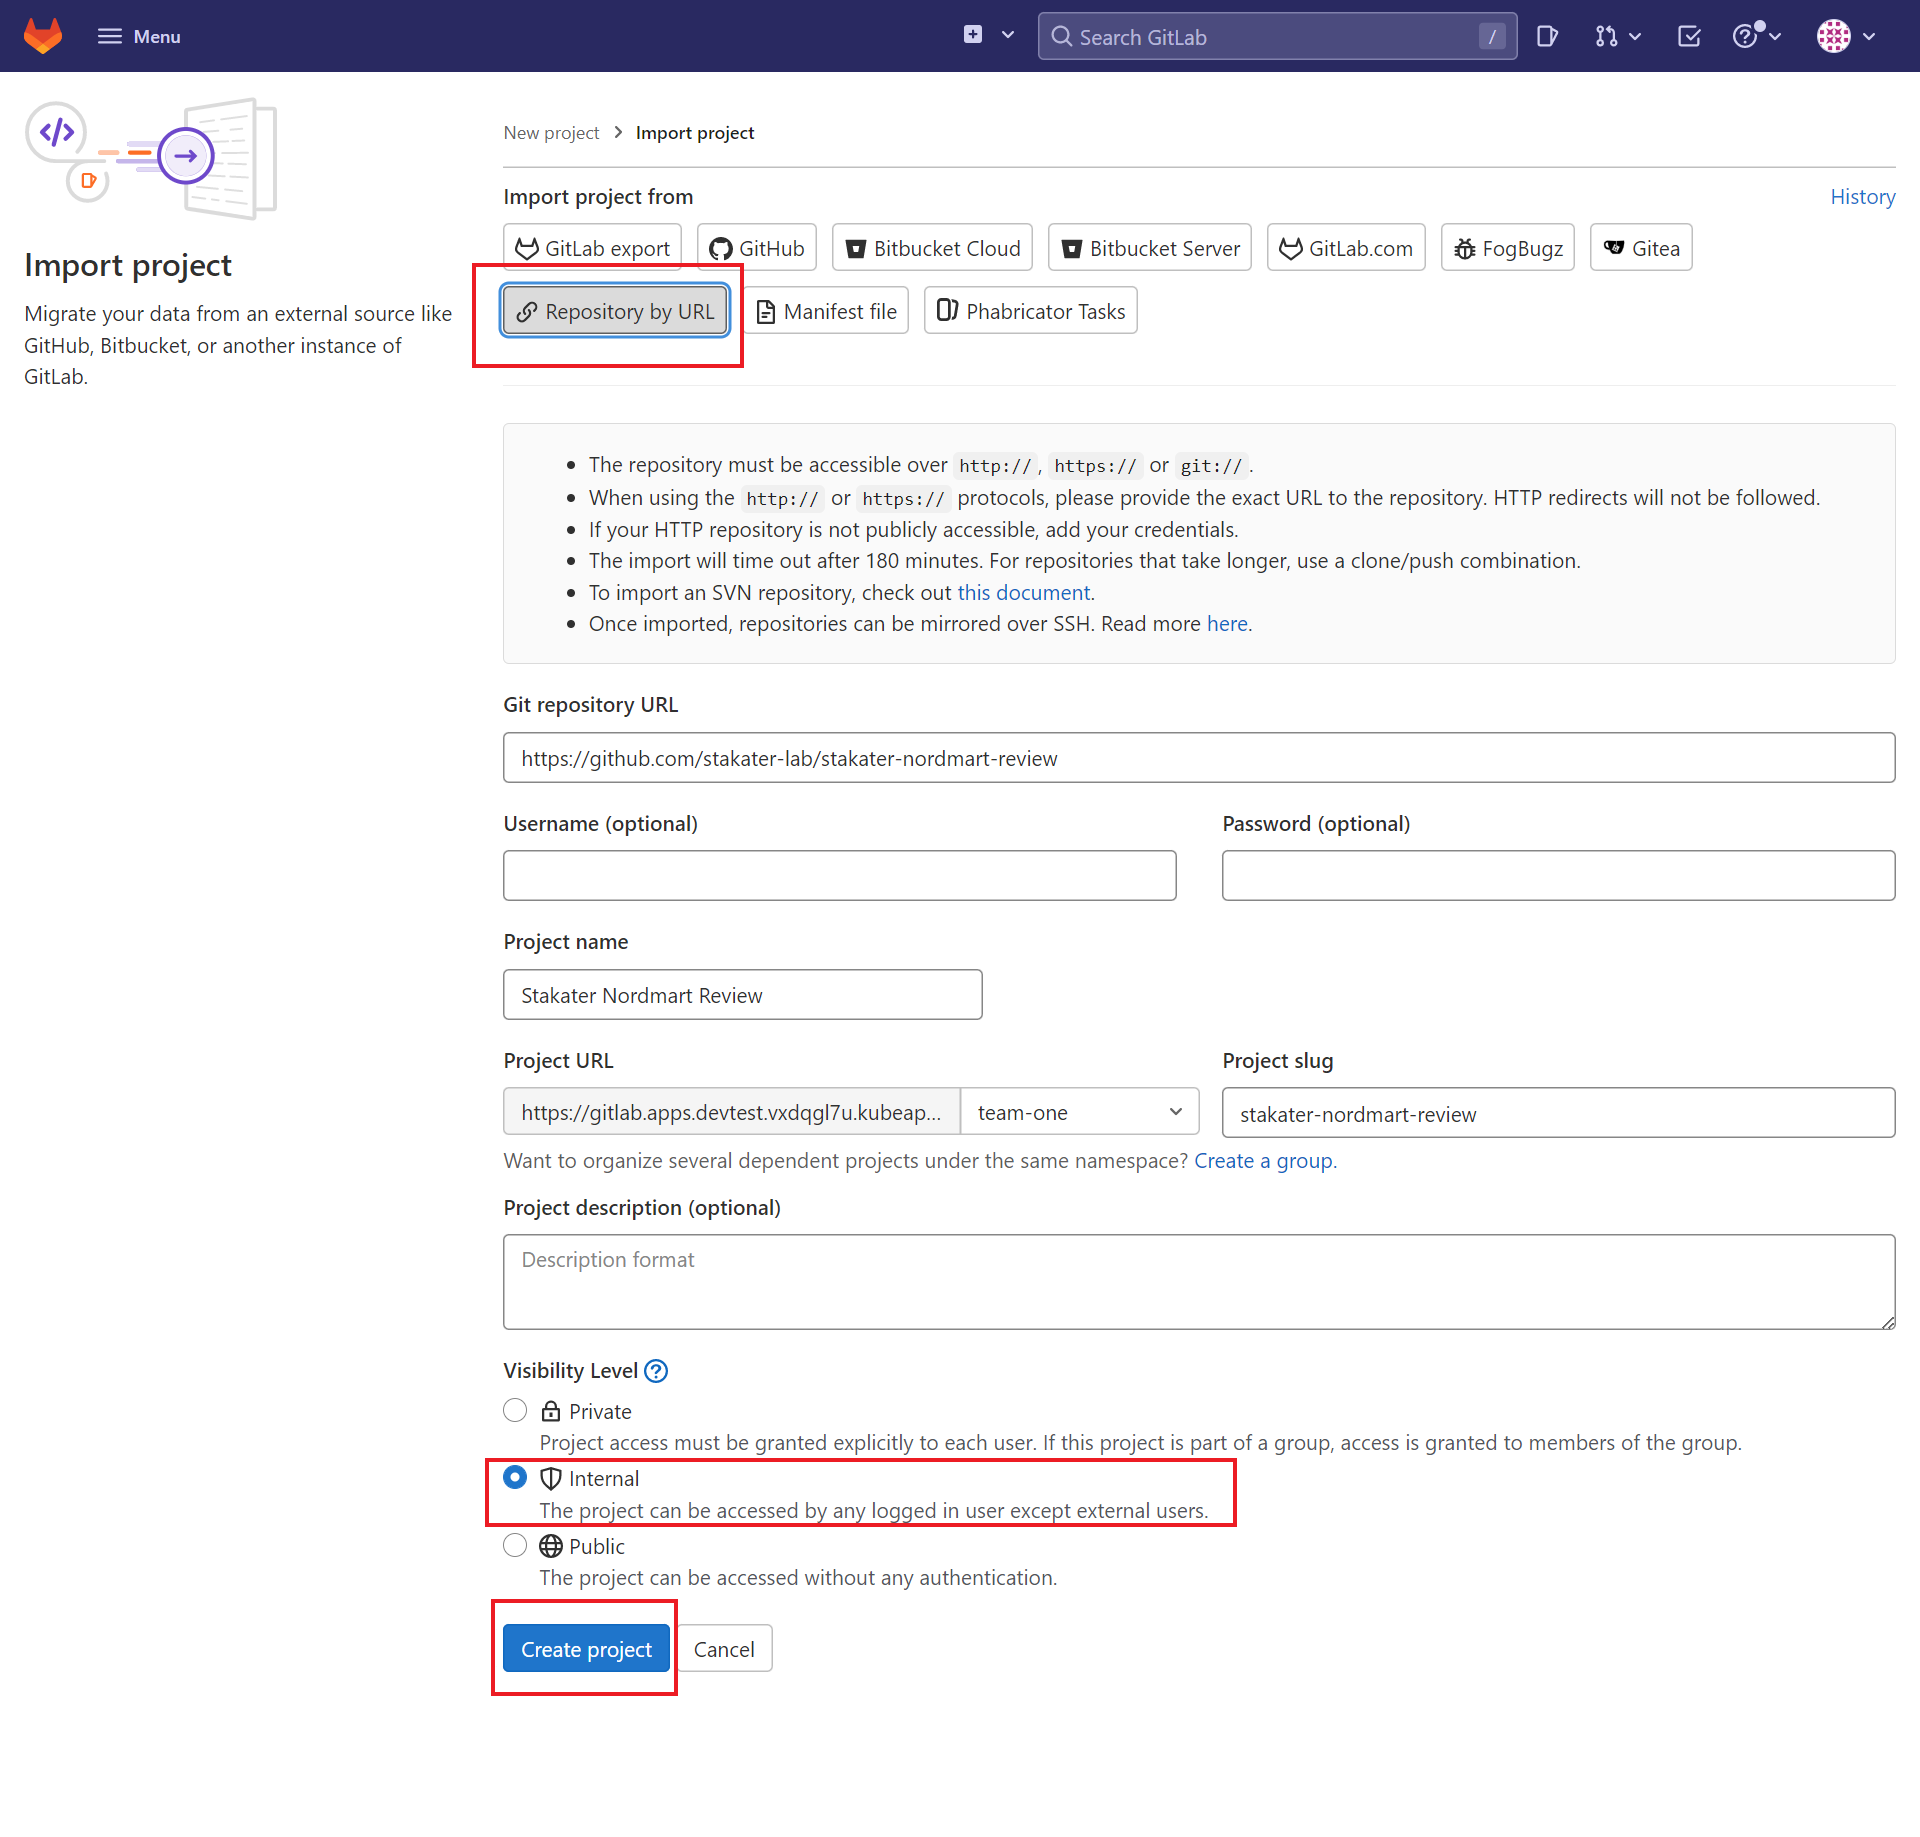 Menu
Search GitLab
/
Import project
Migrate your data from an external source like
GitHub, Bitbucket, or another instance of
GitLab.
New project > Import project
Import project from
History
GitLab export
GitHub
Bitbucket Cloud
Bitbucket Server
GitLab.com
FogBugz
Gitea
Repository by URL
Manifest file
Phabricator Tasks
The repository must be accessible over http://, https:// or git://.
When using the http:// or https:// protocols, please provide the exact URL to the repository. HTTP redirects will not be followed.
If your HTTP repository is not publicly accessible, add your credentials.
The import will time out after 180 minutes. For repositories that take longer, use a clone/push combination.
To import an SVN repository, check out this document.
Once imported, repositories can be mirrored over SSH. Read more here.
Git repository URL
https://github.com/stakater-lab/stakater-nordmart-review
Username (optional)
Password (optional)
Project name
Stakater Nordmart Review
Project URL
Project slug
https://gitlab.apps.devtest.vxdqgl7u.kubeap...
team-one
stakater-nordmart-review
Want to organize several dependent projects under the same namespace? Create a group.
Project description (optional)
Description format
Visibility Level
Private
Project access must be granted explicitly to each user. If this project is part of a group, access is granted to members of the group.
Internal
The project can be accessed by any logged in user except external users.
Public
The project can be accessed without any authentication.
Create project
Cancel